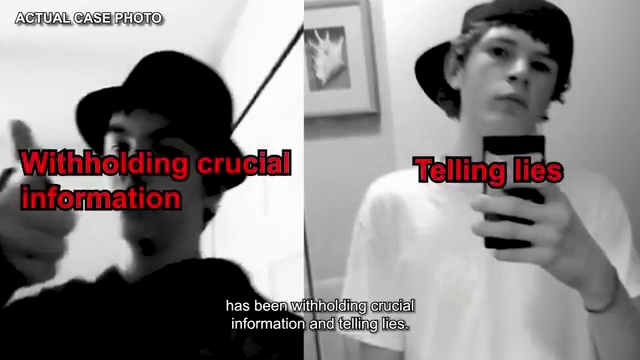 ACTUAL CASE PHOTO
Withholding crucial
information
Telling lies
has been withholding crucial
information and telling lies.